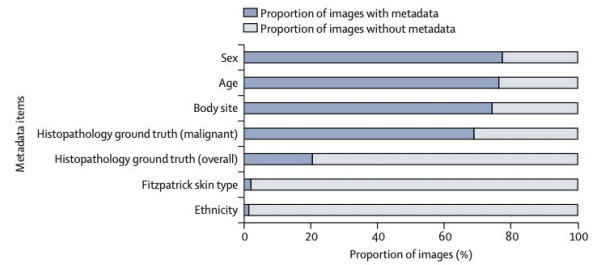 Proportion of images with metadata
Proportion of images without metadata
Metadata items
Sex
Age
Body site
Histopathology ground truth (malignant)
Histopathology ground truth (overall)
Fitzpatrick skin type
Ethnicity
0 20 40 60 80 100
Proportion of images (%)